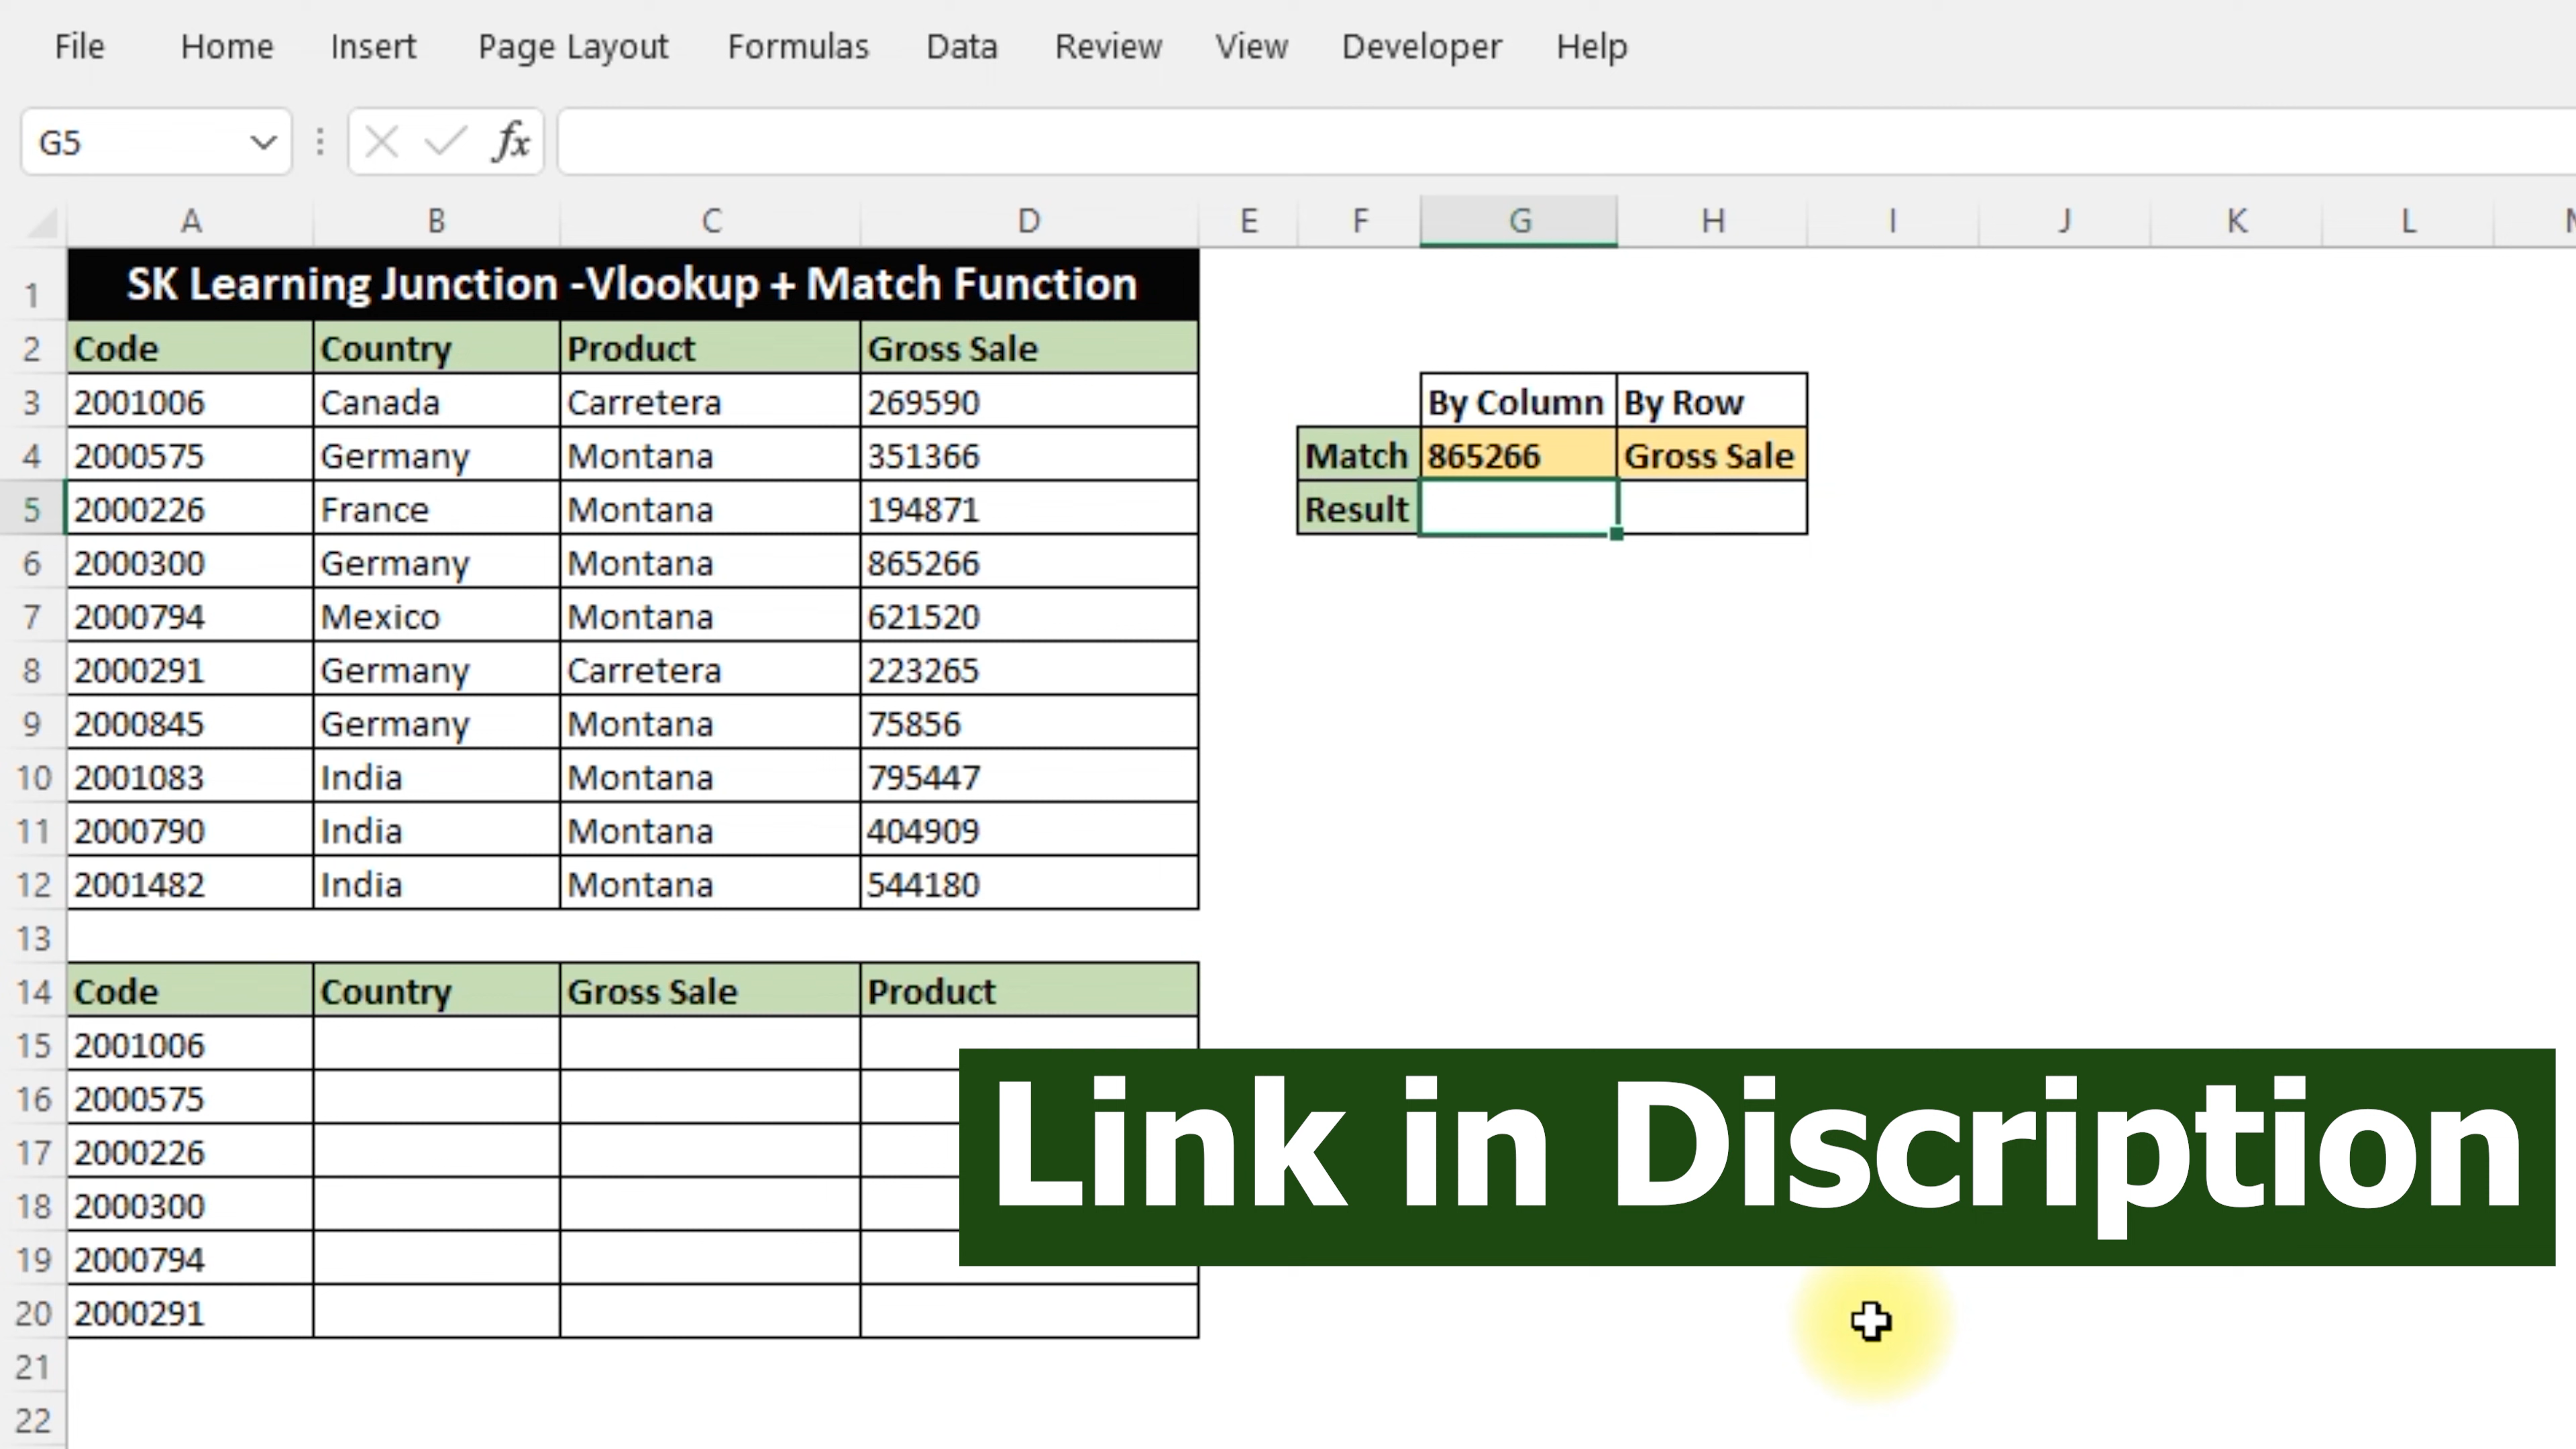 File Home Insert Page Layout Formulas Data Review View Developer Help
G5 fx
A B C D E F G H I J K L
1 SK Learning Junction -Vlookup + Match Function
2 Code Country Product Gross Sale
3 2001006 Canada Carretera 269590 By Column By Row
4 2000575 Germany Montana 351366 Match 865266 Gross Sale
5 2000226 France Montana 194871 Result
6 2000300 Germany Montana 865266
7 2000794 Mexico Montana 621520
8 2000291 Germany Carretera 223265
9 2000845 Germany Montana 75856
10 2001083 India Montana 795447
11 2000790 India Montana 404909
12 2001482 India Montana 544180
13
14 Code Country Gross Sale Product
15 2001006
16 2000575
17 2000226
Link in Discription
18 2000300
19 2000794
20 2000291
21
22